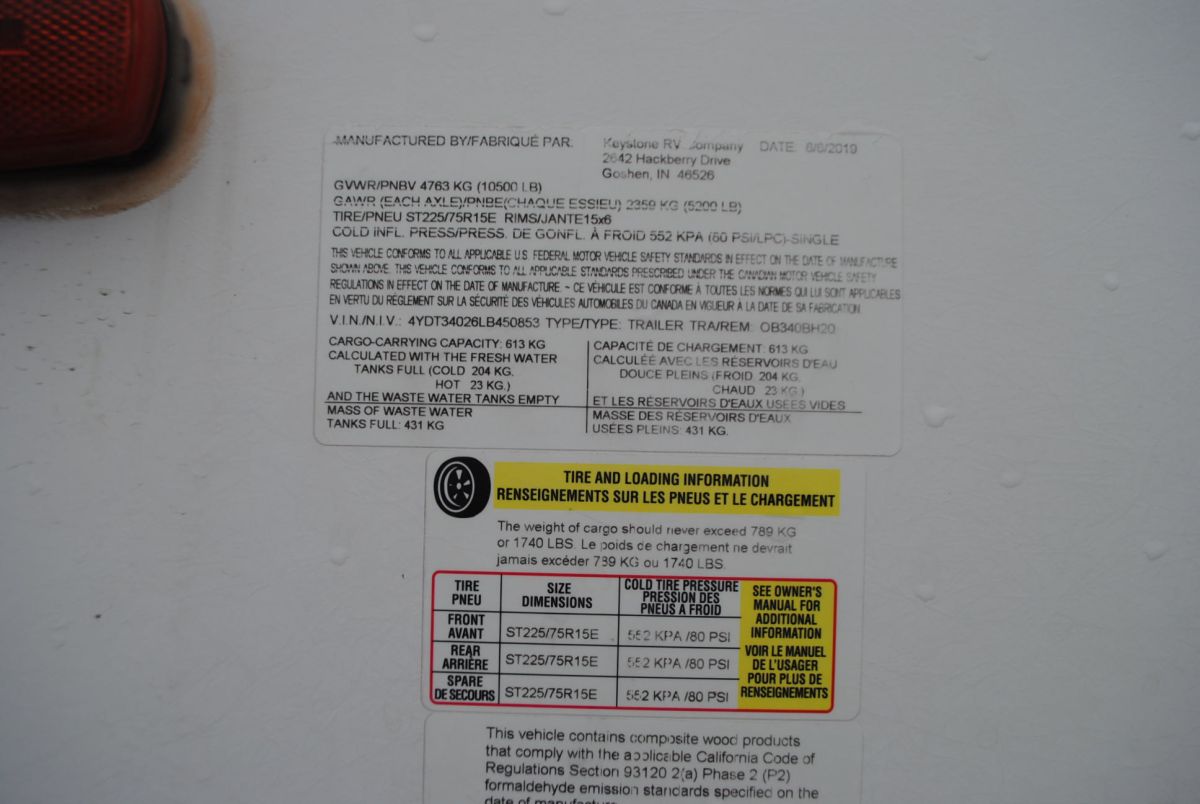 MANUFACTURED BY/FABRIQUÉ PAR: Keystone RV Company DATE 6/6/2019
2642 Hackberry Drive
Goshen, IN 46526
GVWR/PNBV 4763 KG (10500 LB)
GAWR (EACH AXLE)/PNBE(CHAQUE ESSIEU) 2359 KG (5200 LB)
TIRE/PNEU ST225/75R15E RIMS/JANTE15x6
COLD INFL. PRESS/PRESS. DE GONFL. À FROID 552 KPA (80 PSI/LPC)-SINGLE
THIS VEHICLE CONFORMS TO ALL APPLICABLE U.S. FEDERAL MOTOR VEHICLE SAFETY STANDARDS IN EFFECT ON THE DATE OF MANUFACTURE
SHOWN ABOVE. THIS VEHICLE CONFORMS TO ALL APPLICABLE STANDARDS PRESCRIBED UNDER THE CANADIAN MOTOR VEHICLE SAFETY
REGULATIONS IN EFFECT ON THE DATE OF MANUFACTURE. ~ CE VÉHICULE EST CONFORME À TOUTES LES NORMES QUI LUI SONT APPLICABLES
EN VERTU DU RÉGLEMENT SUR LA SÉCURITÉ DES VÉHICULES AUTOMOBILES DU CANADA EN VIGUEUR À LA DATE DE SA FABRICATION
V.I.N./N.I.V.: 4YDT34026LB450853 TYPE/TYPE: TRAILER TRA/REM: OB340BH20
CARGO-CARRYING CAPACITY: 613 KG
CALCULATED WITH THE FRESH WATER
TANKS FULL (COLD 204 KG.
HOT 23 KG.)
AND THE WASTE WATER TANKS EMPTY
MASS OF WASTE WATER
TANKS FULL: 431 KG
CAPACITÉ DE CHARGEMENT: 613 KG
CALCULÉE AVEC LES RÉSERVOIRS D'EAU
DOUCE PLEINS (FROID 204 KG.
CHAUD 23 KG.)
ET LES RÉSERVOIRS D'EAUX USÉES VIDES
MASSE DES RÉSERVOIRS D'EAUX
USÉES PLEINS: 431 KG.
TIRE AND LOADING INFORMATION
RENSEIGNEMENTS SUR LES PNEUS ET LE CHARGEMENT
The weight of cargo should never exceed 789 KG
or 1740 LBS. Le poids de chargement ne devrait
jamais excéder 789 KG ou 1740 LBS.
TIRE SIZE COLD TIRE PRESSURE
PNEU DIMENSIONS PRESSION DES
PNEUS A FROID
FRONT
AVANT ST225/75R15E 552 KPA /80 PSI
REAR
ARRIÈRE ST225/75R15E 552 KPA /80 PSI
SPARE
DE SECOURS ST225/75R15E 552 KPA /80 PSI
SEE OWNER'S
MANUAL FOR
ADDITIONAL
INFORMATION
VOIR LE MANUEL
DE L'USAGER
POUR PLUS DE
RENSEIGNEMENTS
This vehicle contains composite wood products
that comply with the applicable California Code of
Regulations Section 93120 2(a) Phase 2 (P2)
formaldehyde emission standards specified on the
date of manufacture